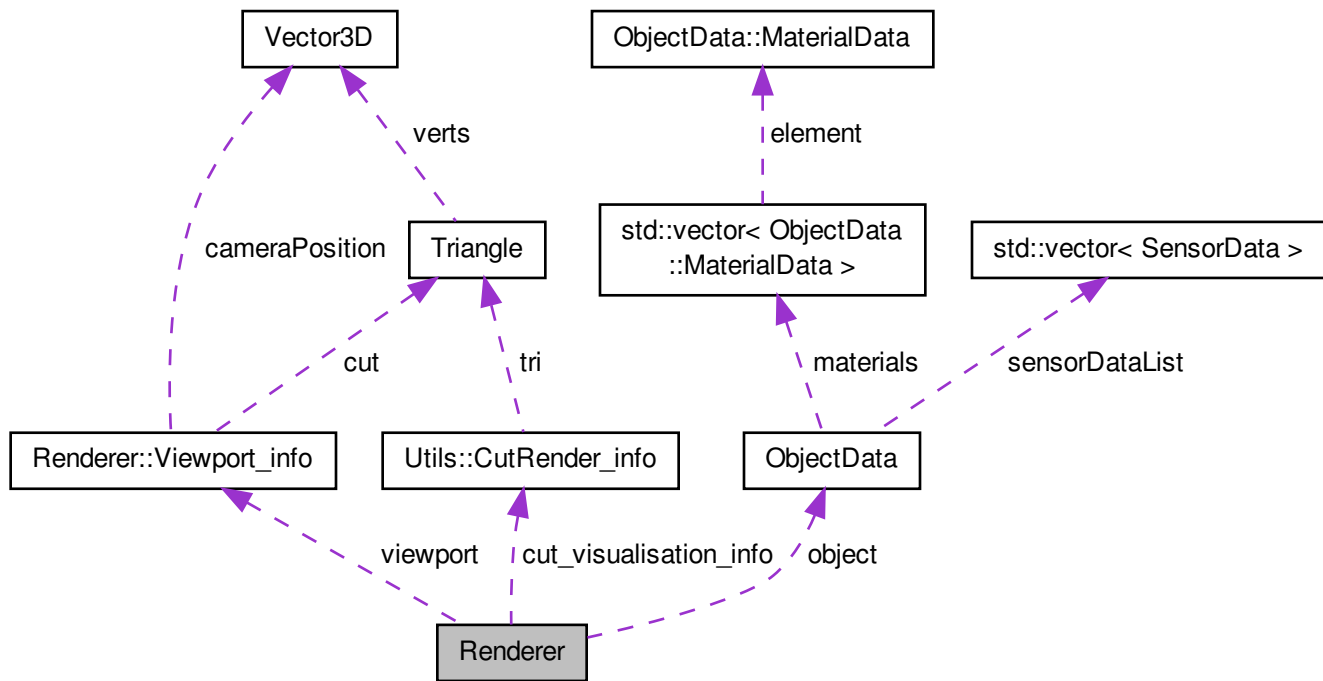 Vector3D
ObjectData::MaterialData
verts
element
cameraPosition
Triangle
std::vector< ObjectData
::MaterialData >
std::vector< SensorData >
cut
tri
materials
sensorDataList
Renderer::Viewport_info
Utils::CutRender_info
ObjectData
viewport
cut_visualisation_info
object
Renderer